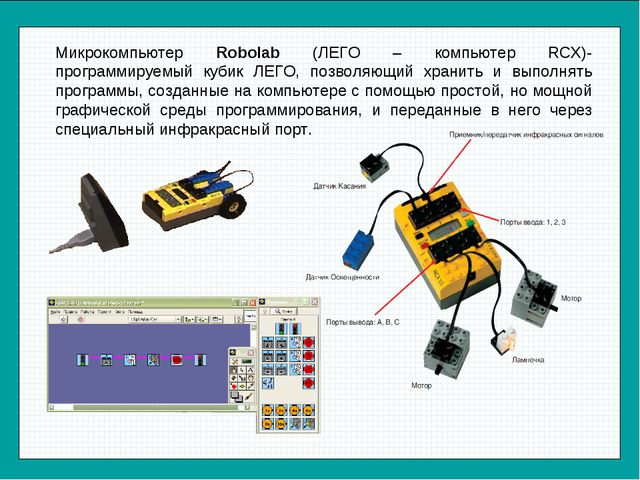 Микрокомпьютер Robolab (ЛЕГО – компьютер RCX)-
программируемый кубик ЛЕГО, позволяющий хранить и выполнять
программы, созданные на компьютере с помощью простой, но мощной
графической среды программирования, и переданные в него через
специальный инфракрасный порт.
Приемник/передатчик инфракрасных сигналов
Датчик Касания
Порты ввода: 1, 2, 3
Датчик Освещенности
Мотор
Порты вывода: A, B, C
Лампочка
Мотор